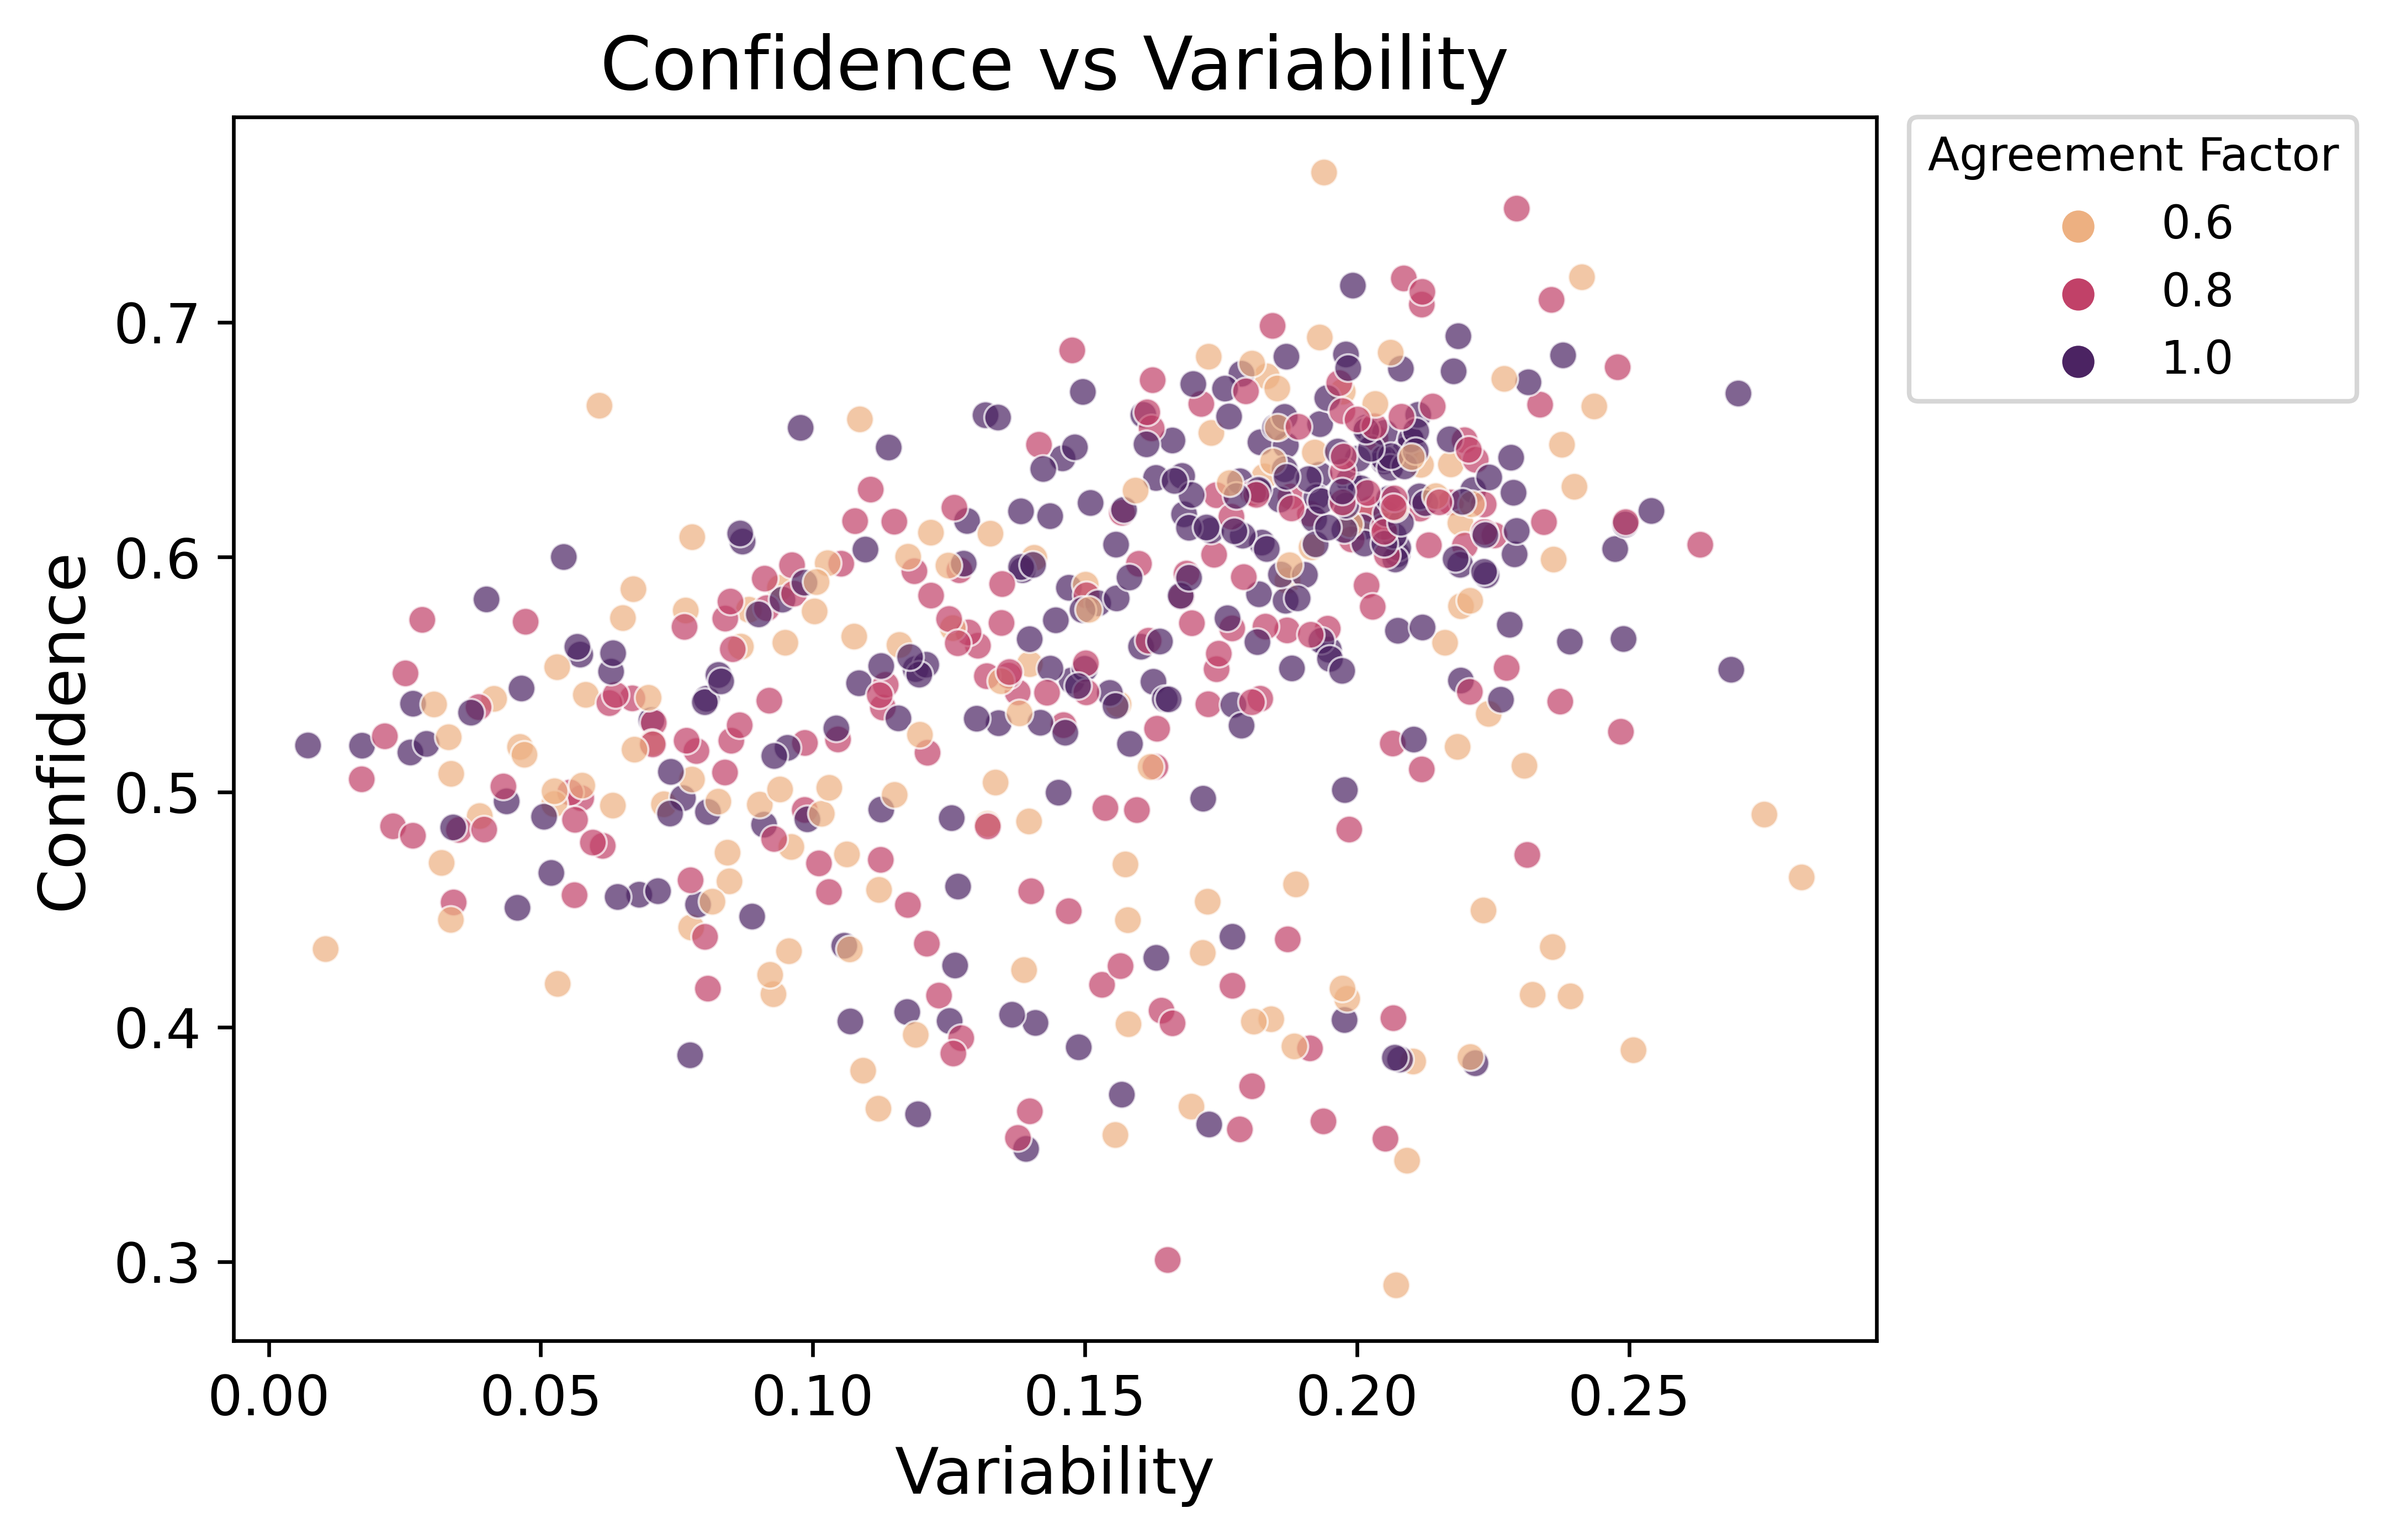 Confidence vs Variability
Agreement Factor
0.6
0.8
1.0
Confidence
0.7
0.6
0.5
0.4
0.3
0.00 0.05 0.10 0.15 0.20 0.25
Variability